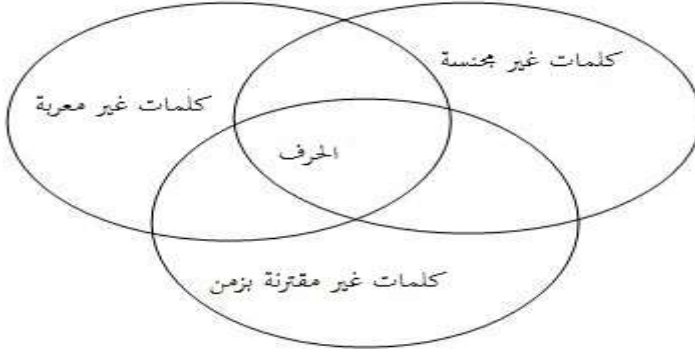 كلمات غير مجنسة
كلمات غير معربة
الحرف
كلمات غير مقترنة بزمن